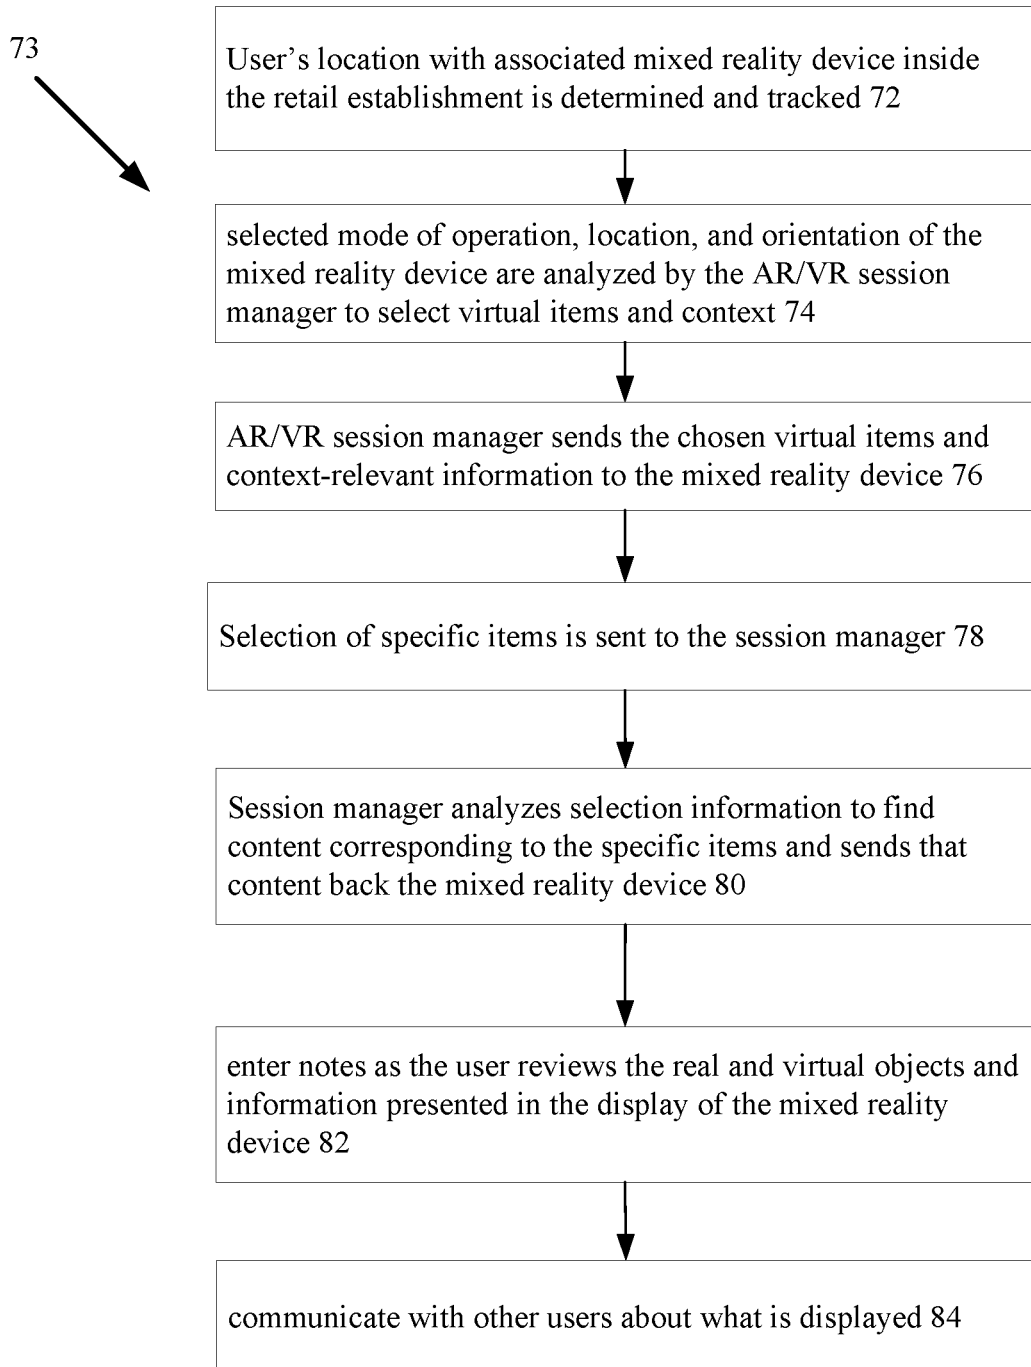 73
User's location with associated mixed reality device inside
the retail establishment is determined and tracked 72
selected mode of operation, location, and orientation of the
mixed reality device are analyzed by the AR/VR session
manager to select virtual items and context 74
AR/VR session manager sends the chosen virtual items and
context-relevant information to the mixed reality device 76
Selection of specific items is sent to the session manager 78
Session manager analyzes selection information to find
content corresponding to the specific items and sends that
content back the mixed reality device 80
enter notes as the user reviews the real and virtual objects and
information presented in the display of the mixed reality
device 82
communicate with other users about what is displayed 84